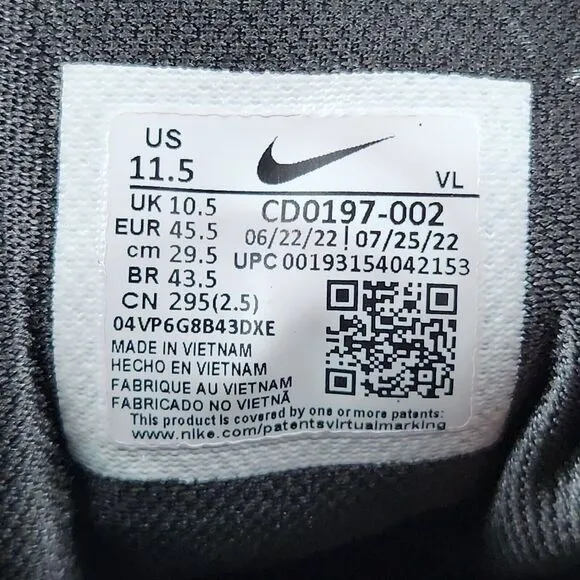 US
11.5
VL
UK 10.5
EUR 45.5
cm 29.5
BR 43.5
CN 295(2.5)
CD0197-002
06/22/22 | 07/25/22
UPC 00193154042153
04VP6G8B43DXE
MADE IN VIETNAM
HECHO EN VIETNAM
FABRIQUE AU VIETNAM
FABRICADO NO VIETNÃ
This product is covered by one or more patents:
www.nike.com/patentsvirtualmarking